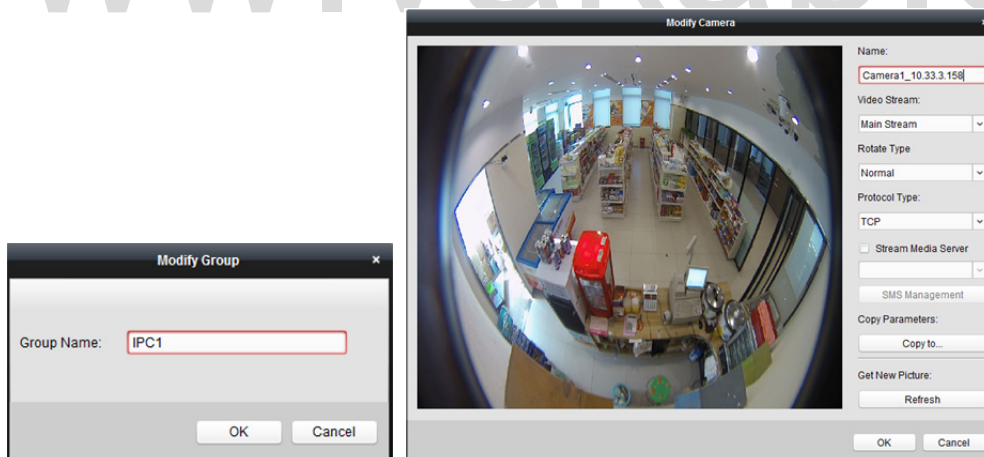 Modify Group
×
Group Name:
IPC1
OK
Cancel
Modify Camera
Name:
Camera1_10.33.3.158
Video Stream:
Main Stream
Rotate Type
Normal
Protocol Type:
TCP
Stream Media Server
SMS Management
Copy Parameters:
Copy to...
Get New Picture:
Refresh
OK
Cancel